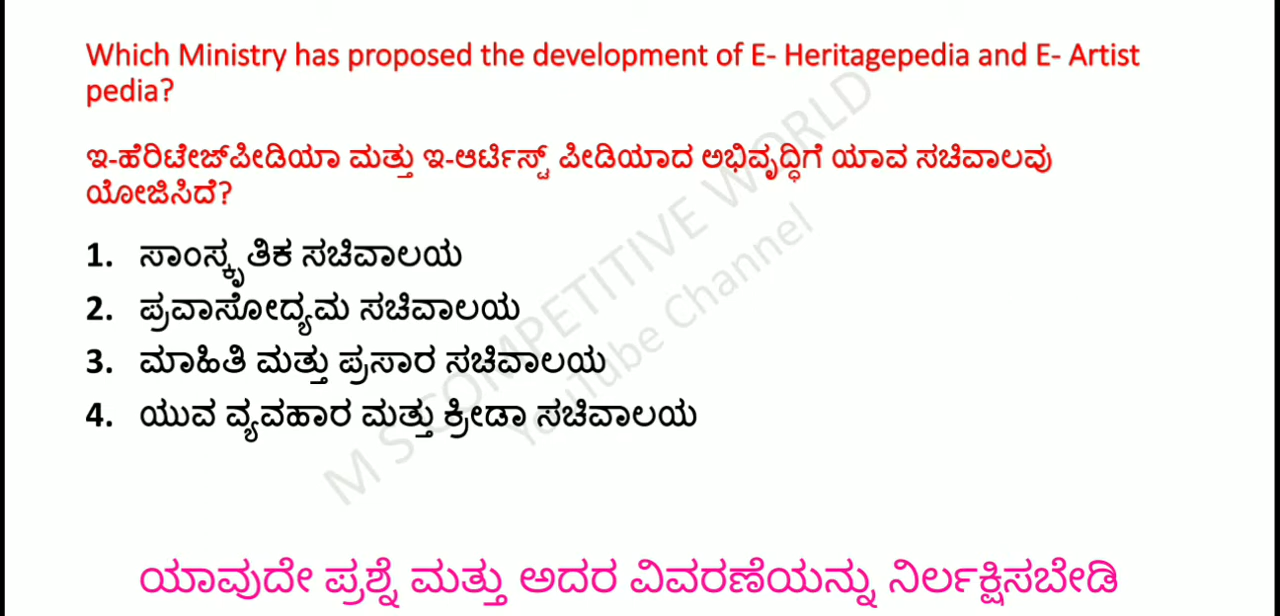 Which Ministry has proposed the development of E- Heritagepedia and E- Artist
pedia?
ಇ-ಹೆರಿಟೇಜ್‌ಪೀಡಿಯಾ ಮತ್ತು ಇ-ಆರ್ಟಿಸ್ಟ್ ಪೀಡಿಯಾದ ಅಭಿವೃದ್ಧಿಗೆ ಯಾವ ಸಚಿವಾಲವು
ಯೋಜಿಸಿದೆ?
1. ಸಾಂಸ್ಕೃತಿಕ ಸಚಿವಾಲಯ
2. ಪ್ರವಾಸೋದ್ಯಮ ಸಚಿವಾಲಯ
3. ಮಾಹಿತಿ ಮತ್ತು ಪ್ರಸಾರ ಸಚಿವಾಲಯ
4. ಯುವ ವ್ಯವಹಾರ ಮತ್ತು ಕ್ರೀಡಾ ಸಚಿವಾಲಯ
M S COMPETITIVE WORLD
YouTube Channel
ಯಾವುದೇ ಪ್ರಶ್ನೆ ಮತ್ತು ಅದರ ವಿವರಣೆಯನ್ನು ನಿರ್ಲಕ್ಷಿಸಬೇಡಿ